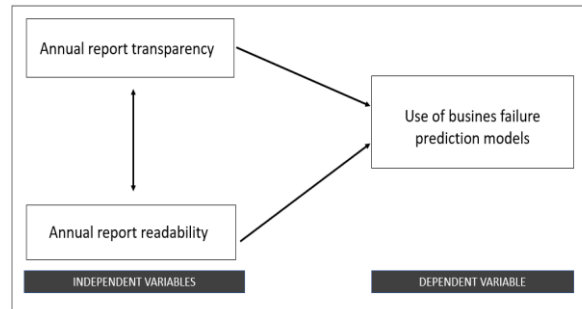 Annual report transparency
Use of busines failure
prediction models
Annual report readability
INDEPENDENT VARIABLES
DEPENDENT VARIABLE